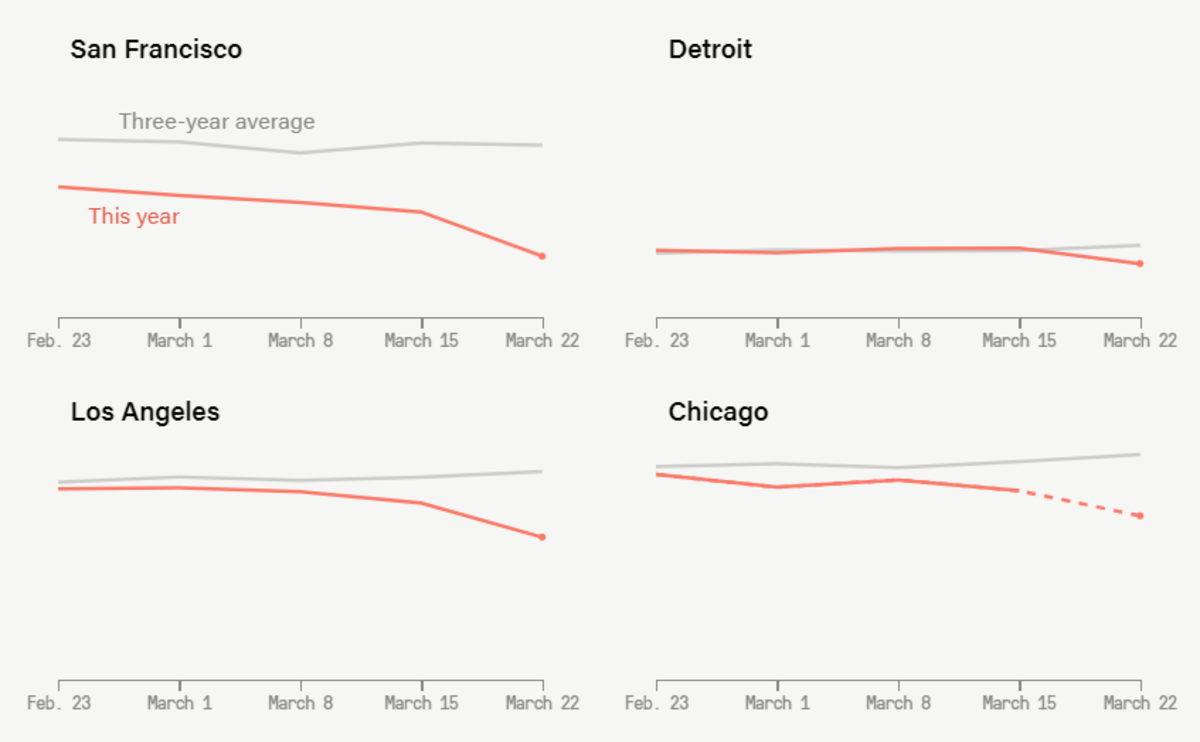 San Francisco
Three-year average
This year
Feb. 23 March 1 March 8 March 15 March 22
Detroit
Feb. 23 March 1 March 8 March 15 March 22
Los Angeles
Feb. 23 March 1 March 8 March 15 March 22
Chicago
Feb. 23 March 1 March 8 March 15 March 22